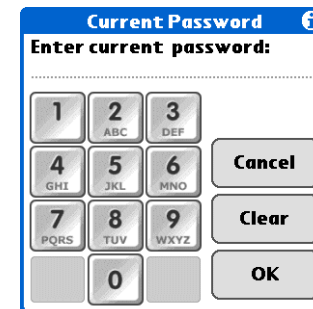 Current Password i
Enter current password:
1 2 3
ABC DEF
4 5 6 Cancel
GHI JKL MNO
7 8 9 Clear
PQRS TUV WXYZ
0 OK